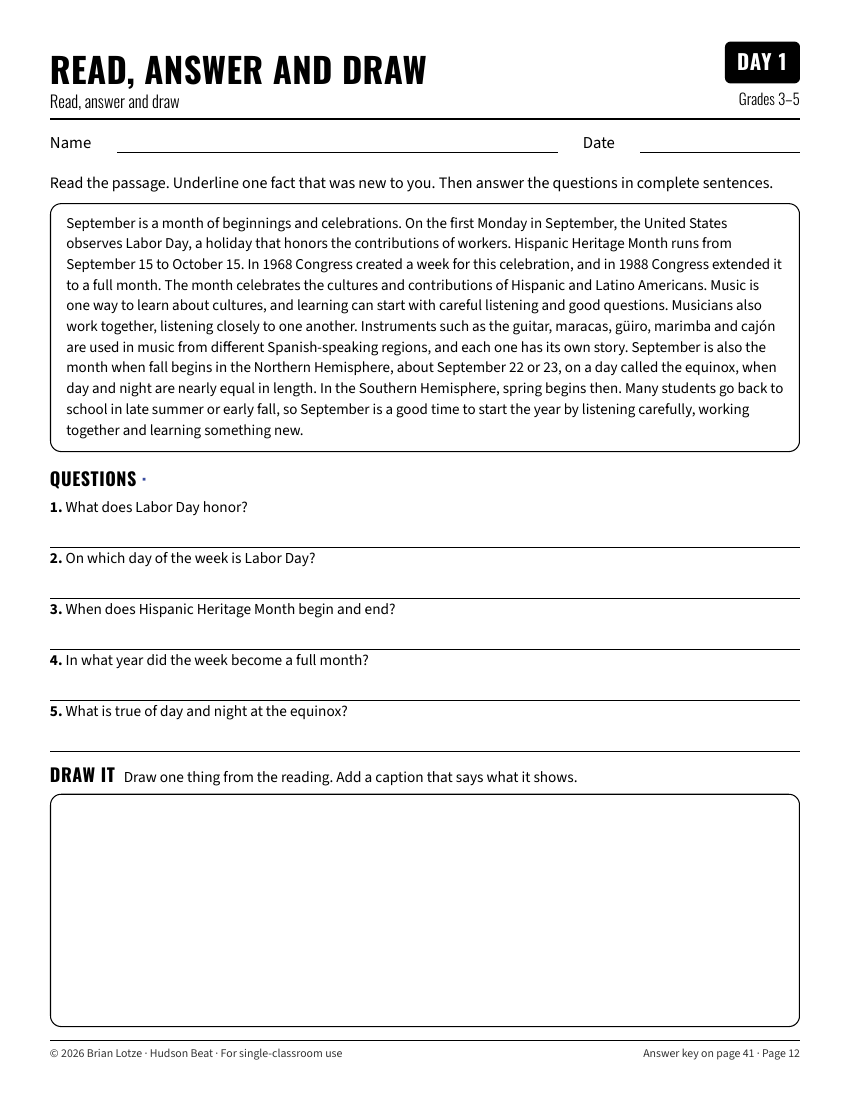 READ, ANSWER AND DRAW
DAY 1
Read, answer and draw
Grades 3–5
Name
Date
Read the passage. Underline one fact that was new to you. Then answer the questions in complete sentences.
September is a month of beginnings and celebrations. On the first Monday in September, the United States
observes Labor Day, a holiday that honors the contributions of workers. Hispanic Heritage Month runs from
September 15 to October 15. In 1968 Congress created a week for this celebration, and in 1988 Congress extended it
to a full month. The month celebrates the cultures and contributions of Hispanic and Latino Americans. Music is
one way to learn about cultures, and learning can start with careful listening and good questions. Musicians also
work together, listening closely to one another. Instruments such as the guitar, maracas, güiro, marimba and cajón
are used in music from different Spanish-speaking regions, and each one has its own story. September is also the
month when fall begins in the Northern Hemisphere, about September 22 or 23, on a day called the equinox, when
day and night are nearly equal in length. In the Southern Hemisphere, spring begins then. Many students go back to
school in late summer or early fall, so September is a good time to start the year by listening carefully, working
together and learning something new.
QUESTIONS ·
1. What does Labor Day honor?
2. On which day of the week is Labor Day?
3. When does Hispanic Heritage Month begin and end?
4. In what year did the week become a full month?
5. What is true of day and night at the equinox?
DRAW IT Draw one thing from the reading. Add a caption that says what it shows.
© 2026 Brian Lotze · Hudson Beat · For single-classroom use
Answer key on page 41 · Page 12